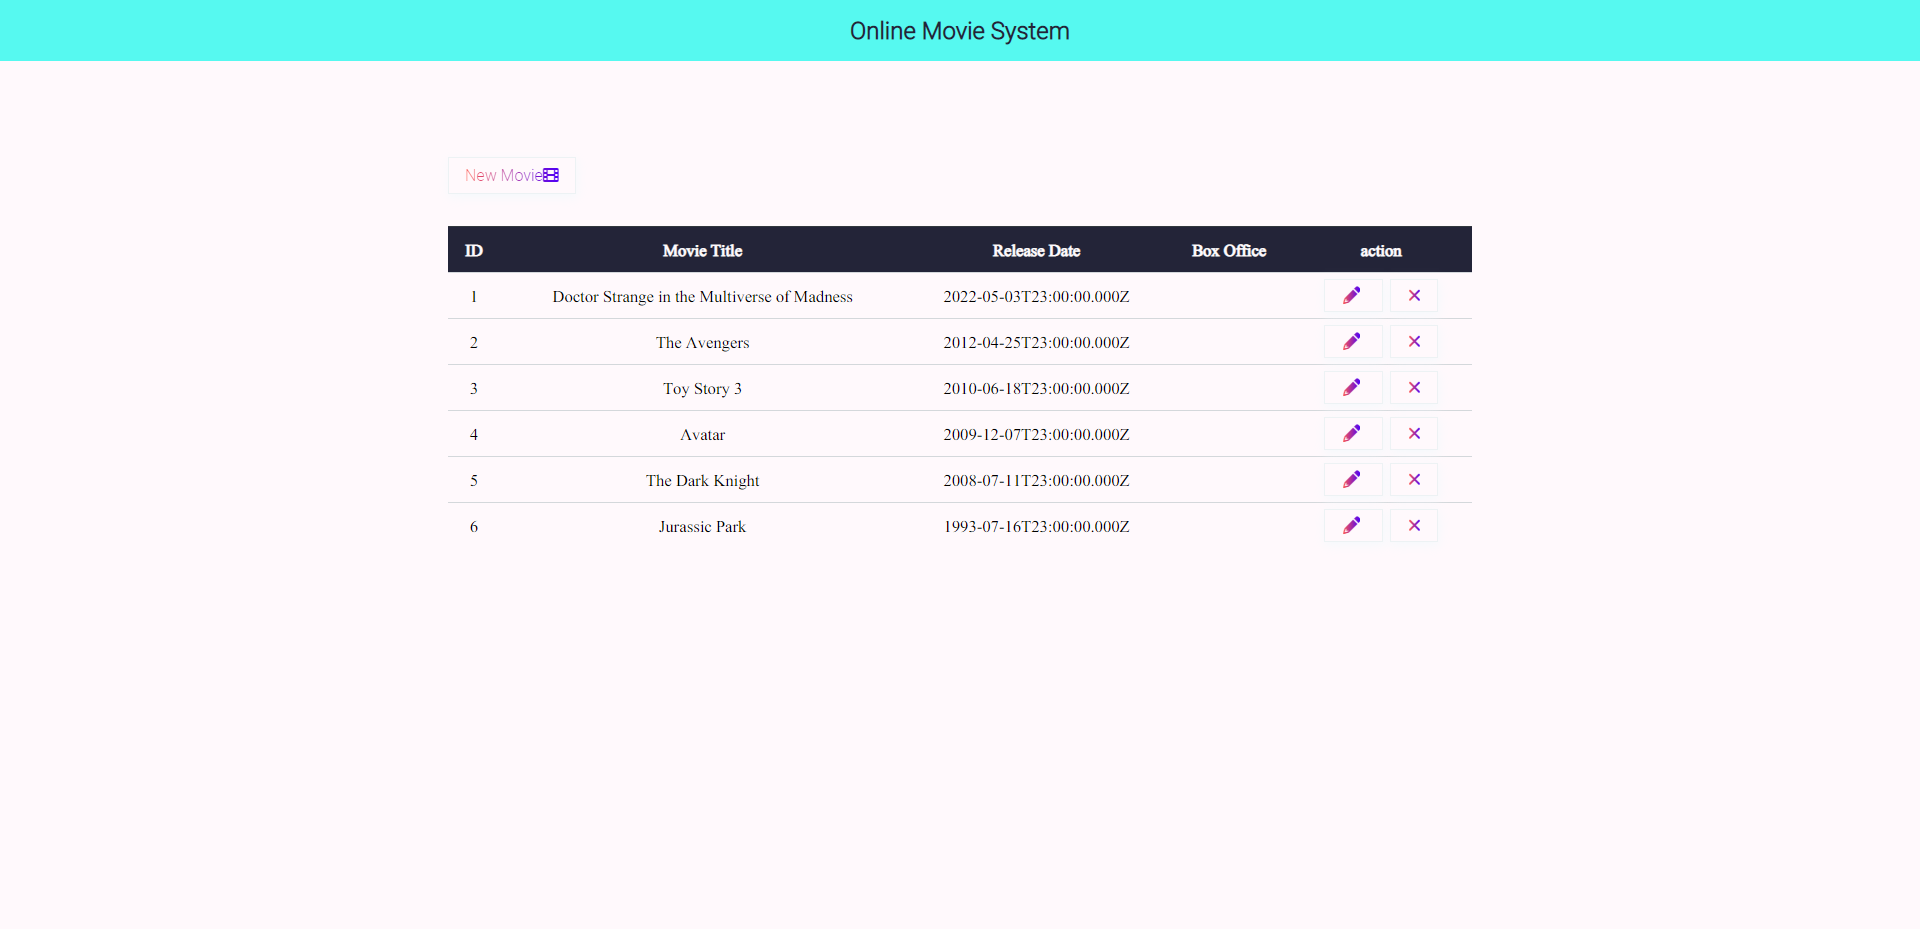 Online Movie System
New Movie
ID Movie Title Release Date Box Office action
1 Doctor Strange in the Multiverse of Madness 2022-05-03T23:00:00.000Z
2 The Avengers 2012-04-25T23:00:00.000Z
3 Toy Story 3 2010-06-18T23:00:00.000Z
4 Avatar 2009-12-07T23:00:00.000Z
5 The Dark Knight 2008-07-11T23:00:00.000Z
6 Jurassic Park 1993-07-16T23:00:00.000Z